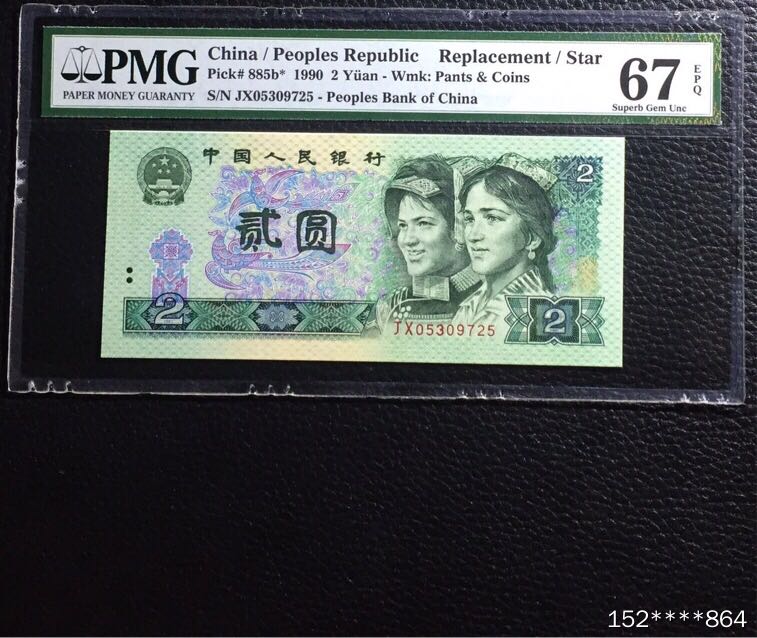 PMG
PAPER MONEY GUARANTY
China / Peoples Republic Replacement / Star
Pick# 885b* 1990 2 Yüan - Wmk: Pants & Coins
S/N JX05309725 - Peoples Bank of China
67
EPQ
Superb Gem Unc
中国人民银行
2
贰圆
2
JX05309725
2
152****864